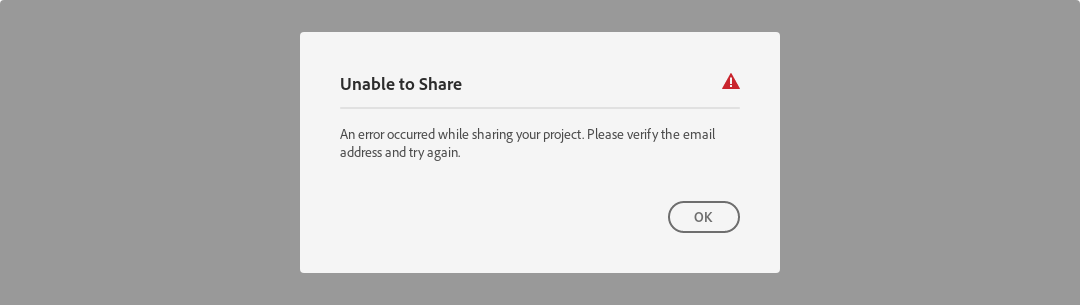 Unable to Share
An error occurred while sharing your project. Please verify the email
address and try again.
OK